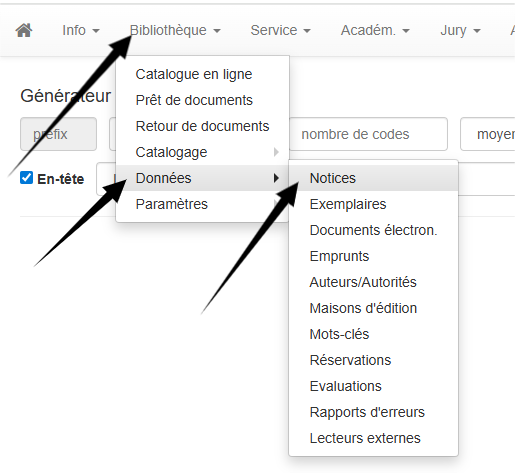 Info Bibliothèque Service Académ. Jury A
Générateur
prefix nombre de codes moyen
En-tête
Catalogue en ligne
Prêt de documents
Retour de documents
Catalogage
Données
Paramètres
Notices
Exemplaires
Documents électron.
Emprunts
Auteurs/Autorités
Maisons d'édition
Mots-clés
Réservations
Evaluations
Rapports d'erreurs
Lecteurs externes